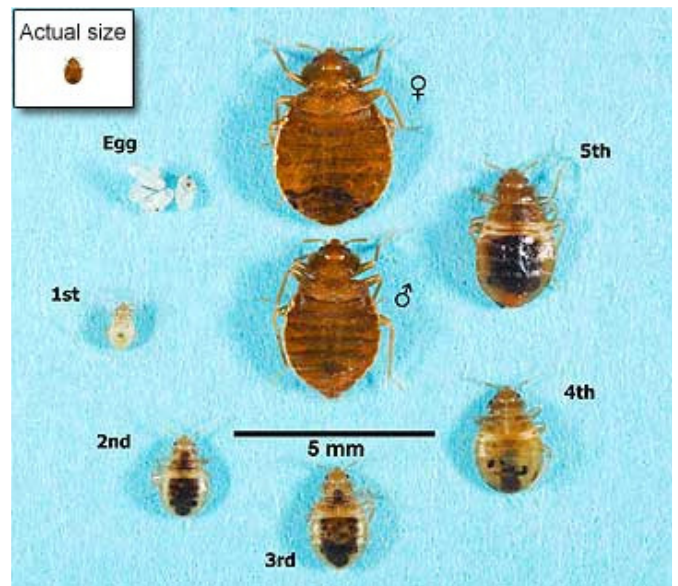 Actual size
♀
Egg
5th
1st
♂
4th
2nd
5 mm
3rd